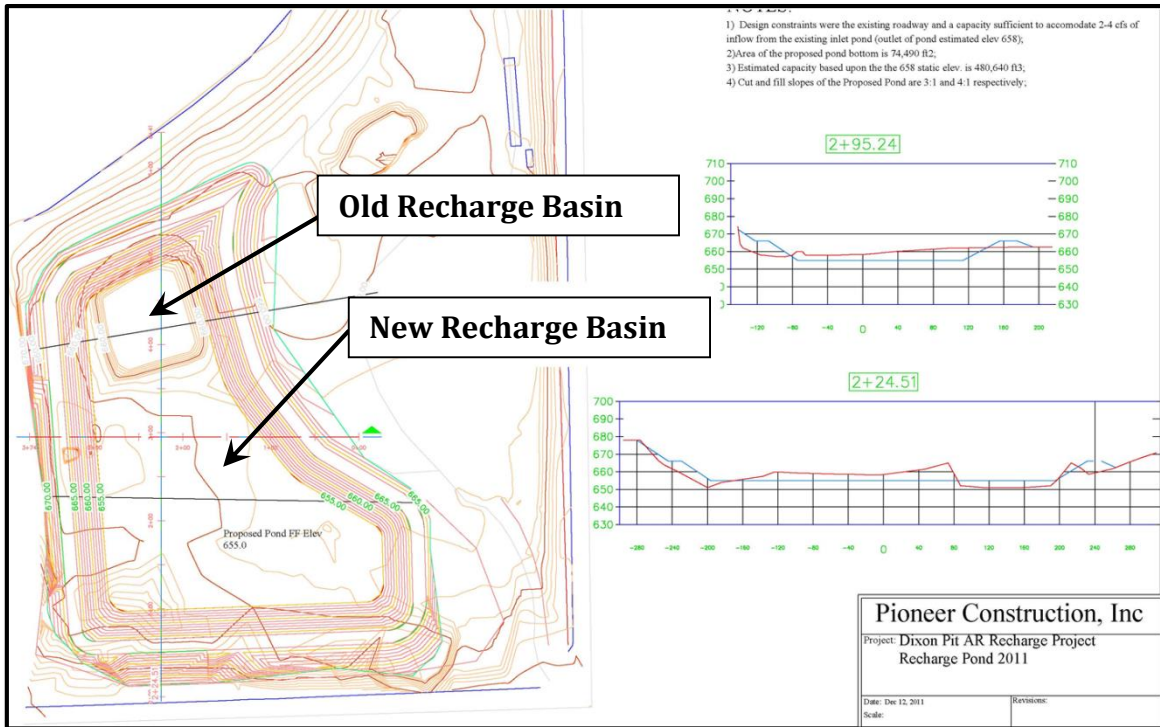 NOTES:
1) Design constraints were the existing roadway and a capacity sufficient to accomodate 2-4 cfs of
inflow from the existing inlet pond (outlet of pond estimated elev 658);
2)Area of the proposed pond bottom is 74,490 ft2;
3) Estimated capacity based upon the the 658 static elev. is 480,640 ft3;
4) Cut and fill slopes of the Proposed Pond are 3:1 and 4:1 respectively;
Old Recharge Basin
New Recharge Basin
670.00
665.00
660.00
655.00
655.00
660.00
665.00
665.00
Proposed Pond FF Elev
655.0
2+95.24
710 710
700 700
690 690
680 680
670 670
660 660
650 650
640 640
630
-120 -80 -40 0 40 80 120 160 200
2+24.51
700
690
680
670
660
650
640
630
-280 -240 -200 -160 -120 -80 -40 0 40 80 120 160 200 240 280
Pioneer Construction, Inc
Project: Dixon Pit AR Recharge Project
Recharge Pond 2011
Date: Dec 12, 2011 Revisions:
Scale: